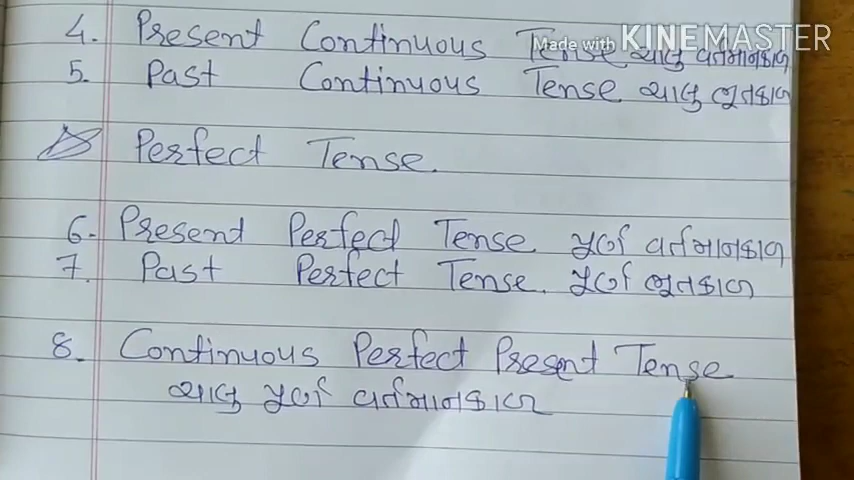 4. Present Continuous Tense ચાલુ વર્તમાનકાળ
Made with KINEMASTER
5. Past Continuous Tense ચાલુ ભૂતકાળ
Perfect Tense.
6. Present Perfect Tense પૂર્ણ વર્તમાનકાળ
7. Past Perfect Tense. પૂર્ણ ભૂતકાળ
8. Continuous Perfect Present Tense
ચાલુ પૂર્ણ વર્તમાનકાળ